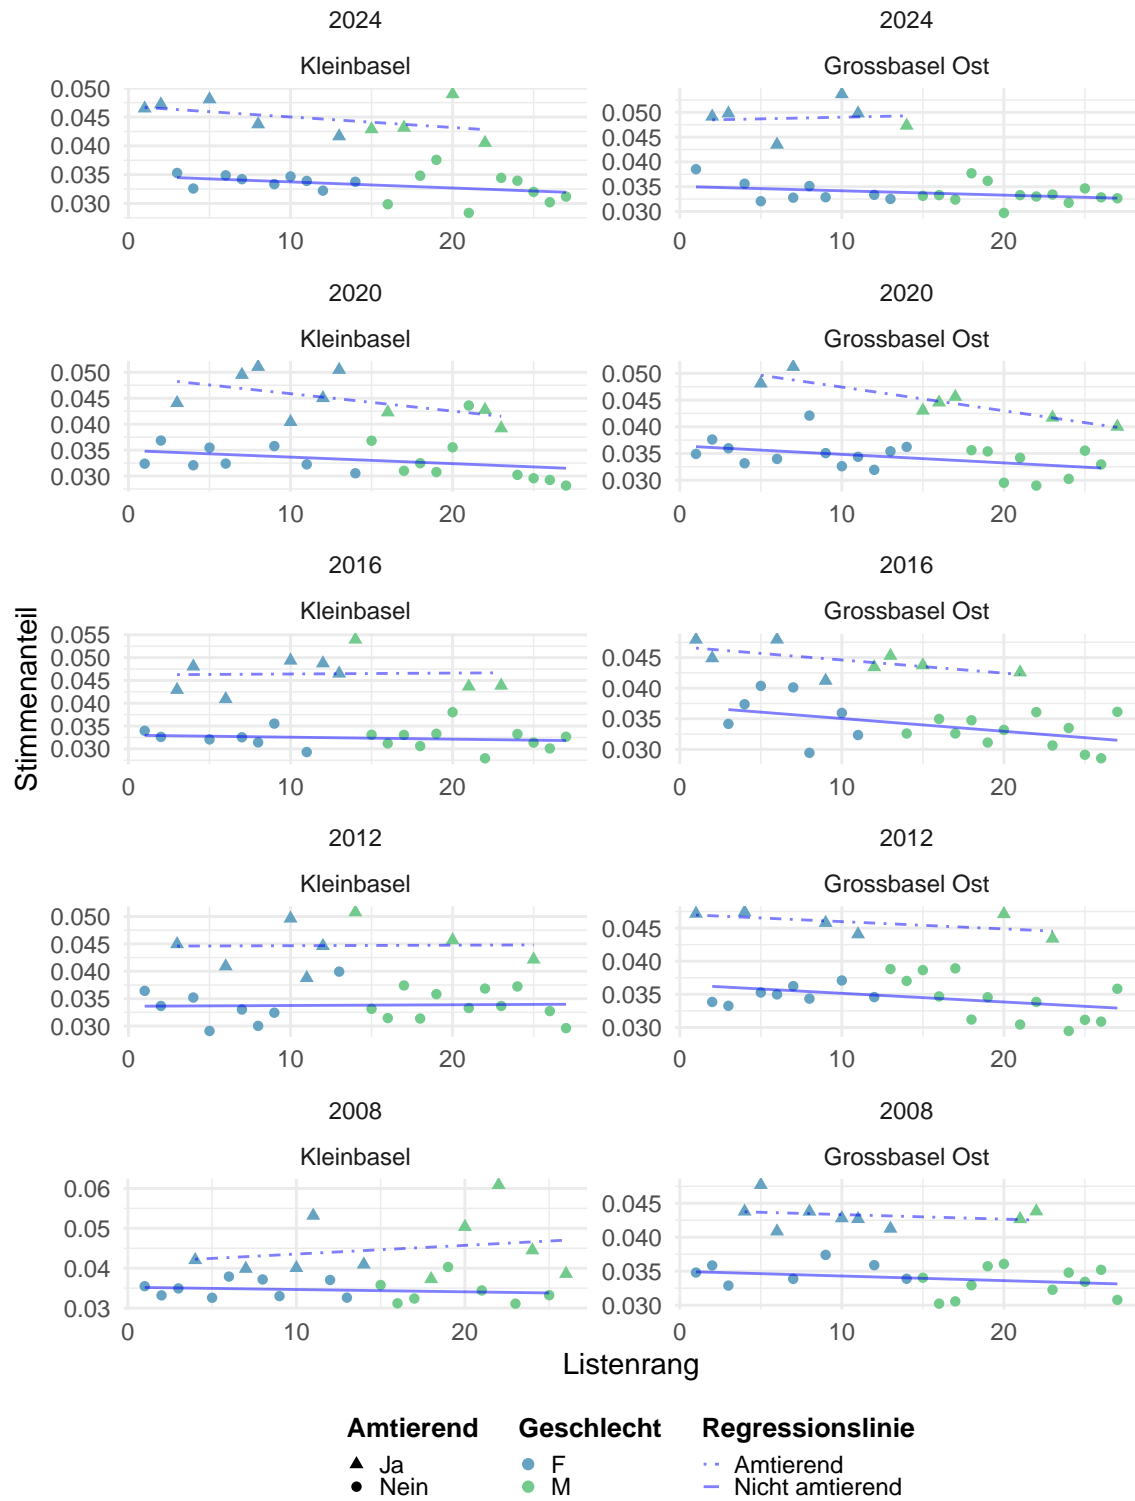 2024 2024
Kleinbasel Grossbasel Ost
0.050
0.045
0.040
0.035
0.030
0 10 20
0.050
0.045
0.040
0.035
0.030
0 10 20
2020 2020
Kleinbasel Grossbasel Ost
0.050
0.045
0.040
0.035
0.030
0 10 20
0.050
0.045
0.040
0.035
0.030
0 10 20
2016 2016
Kleinbasel Grossbasel Ost
Stimmenanteil
0.055
0.050
0.045
0.040
0.035
0.030
0 10 20
0.045
0.040
0.035
0.030
0 10 20
2012 2012
Kleinbasel Grossbasel Ost
0.050
0.045
0.040
0.035
0.030
0 10 20
0.045
0.040
0.035
0.030
0 10 20
2008 2008
Kleinbasel Grossbasel Ost
0.06
0.05
0.04
0.03
0 10 20
0.045
0.040
0.035
0.030
0 10 20
Listenrang
Amtierend Geschlecht Regressionslinie
Ja F Amtierend
Nein M Nicht amtierend